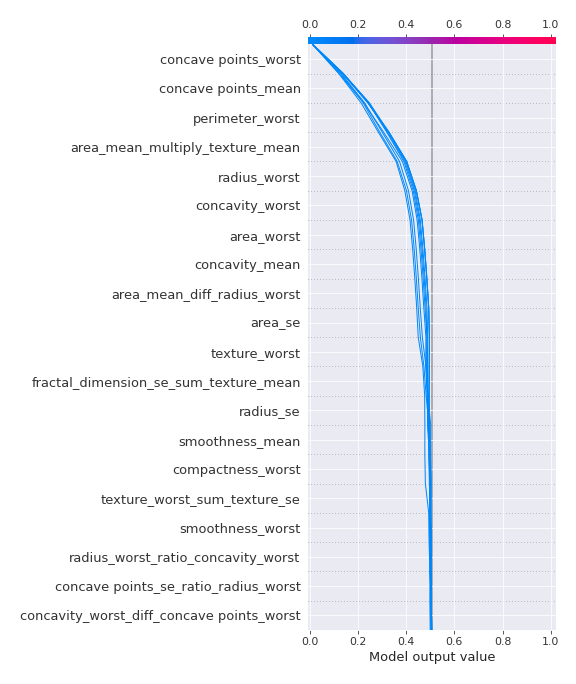 0.0 0.2 0.4 0.6 0.8 1.0
concave points_worst
concave points_mean
perimeter_worst
area_mean_multiply_texture_mean
radius_worst
concavity_worst
area_worst
concavity_mean
area_mean_diff_radius_worst
area_se
texture_worst
fractal_dimension_se_sum_texture_mean
radius_se
smoothness_mean
compactness_worst
texture_worst_sum_texture_se
smoothness_worst
radius_worst_ratio_concavity_worst
concave points_se_ratio_radius_worst
concavity_worst_diff_concave points_worst
0.0 0.2 0.4 0.6 0.8 1.0
Model output value